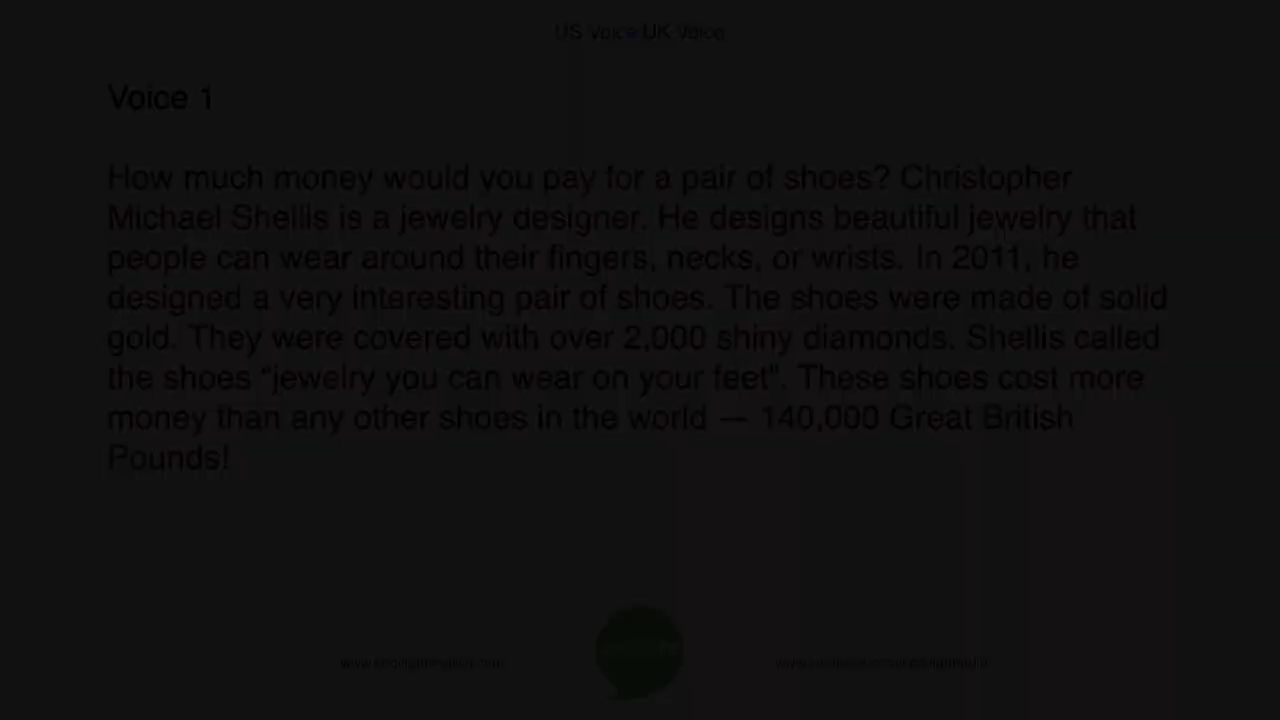 US Voice UK Voice
Voice 1
How much money would you pay for a pair of shoes? Christopher
Michael Shellis is a jewelry designer. He designs beautiful jewelry that
people can wear around their fingers, necks, or wrists. In 2011, he
designed a very interesting pair of shoes. The shoes were made of solid
gold. They were covered with over 2,000 shiny diamonds. Shellis called
the shoes “jewelry you can wear on your feet”. These shoes cost more
money than any other shoes in the world — 140,000 Great British
Pounds!